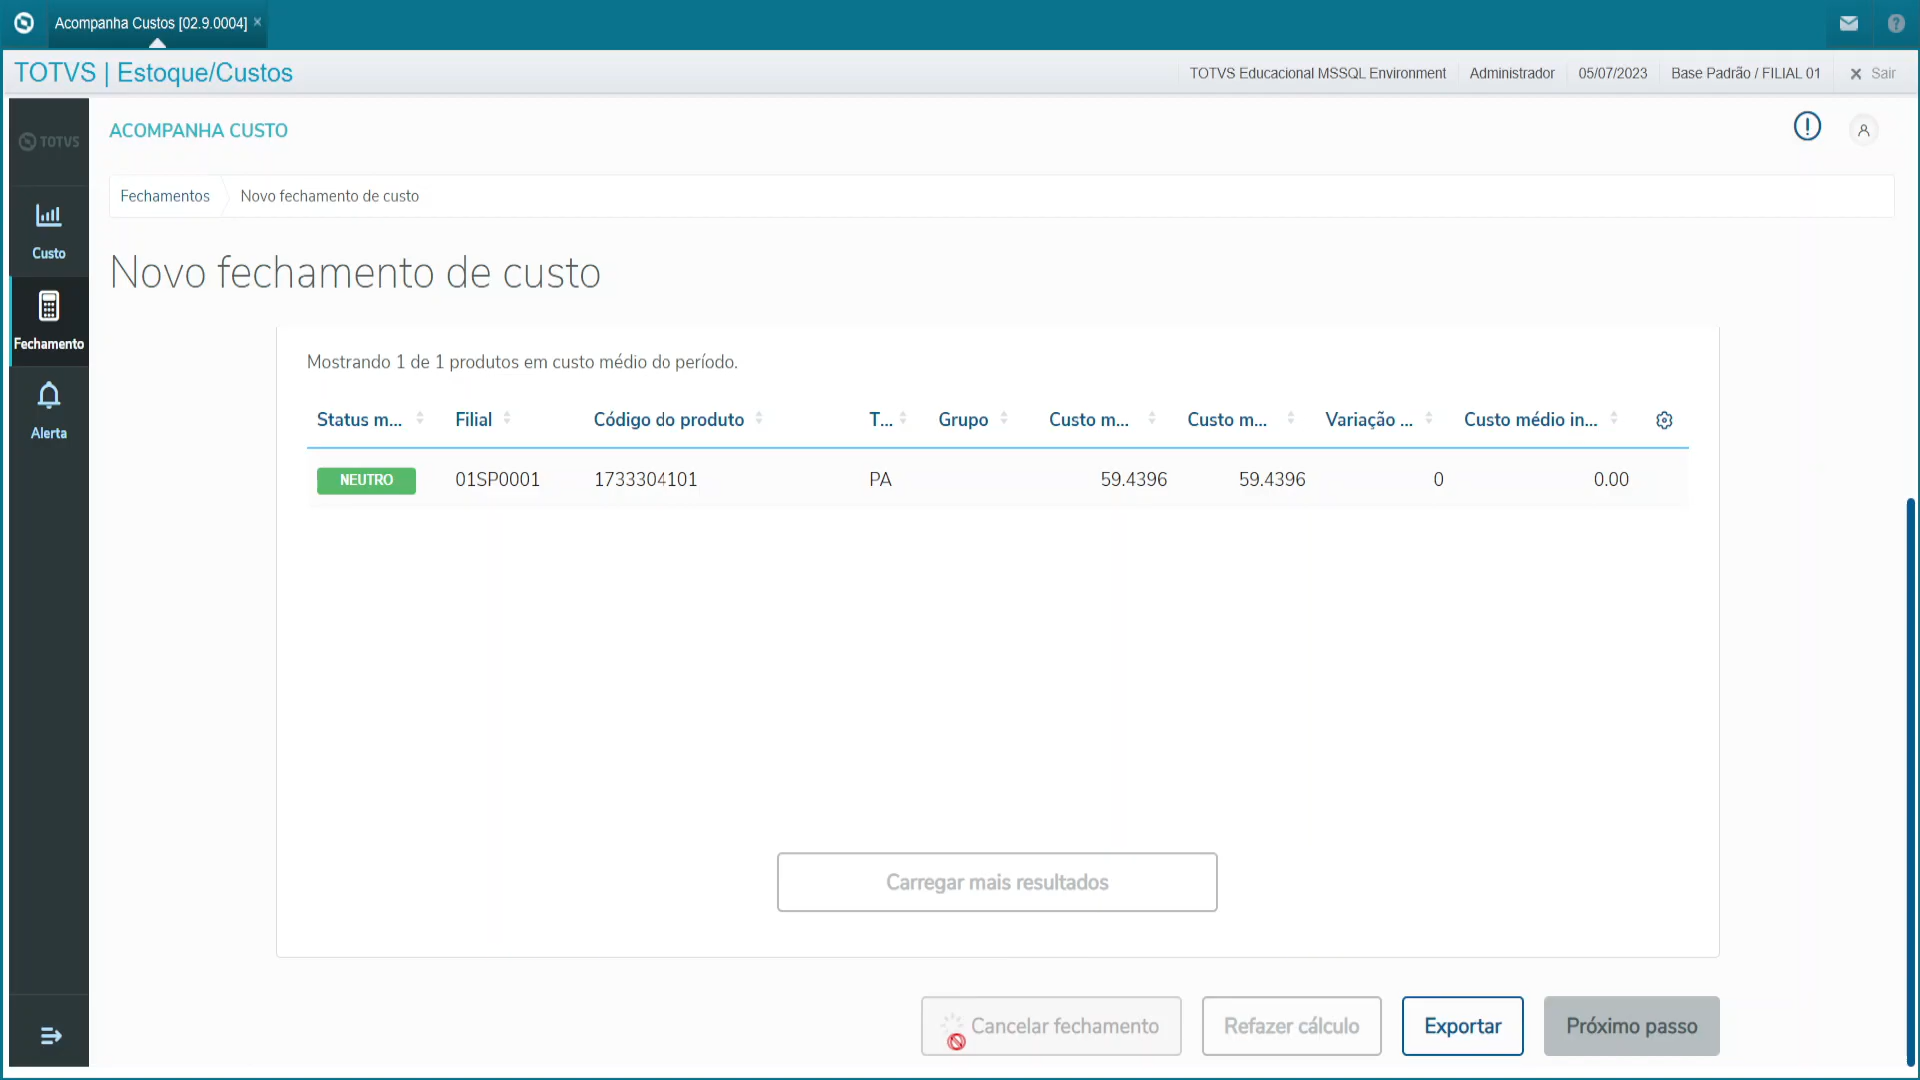 Acompanha Custos [02.9.0004] ×
TOTVS | Estoque/Custos
TOTVS Educacional MSSQL Environment
Administrador
05/07/2023
Base Padrão / FILIAL 01
Sair
TOTVS
ACOMPANHA CUSTO
Fechamentos
Novo fechamento de custo
Custo
Fechamento
Alerta
Novo fechamento de custo
Mostrando 1 de 1 produtos em custo médio do período.
Status m... Filial Código do produto T... Grupo Custo m... Custo m... Variação ... Custo médio in...
NEUTRO 01SP0001 1733304101 PA 59.4396 59.4396 0 0.00
Carregar mais resultados
Cancelar fechamento
Refazer cálculo
Exportar
Próximo passo